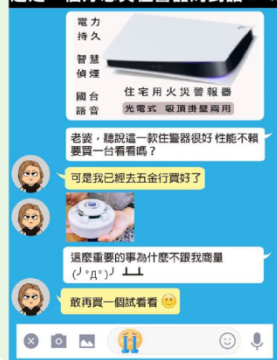 電力
持久
智慧
偵煙
國台
語音
住宅用火災警報器
光電式 吸頂掛壁兩用
老婆，聽說這一款住警器很好 性能不賴
要買一台看看嗎？
可是我已經去五金行買好了
這麼重要的事為什麼不跟我商量
(╯°Д°)╯ ┻━┻
敢再買一個試看看